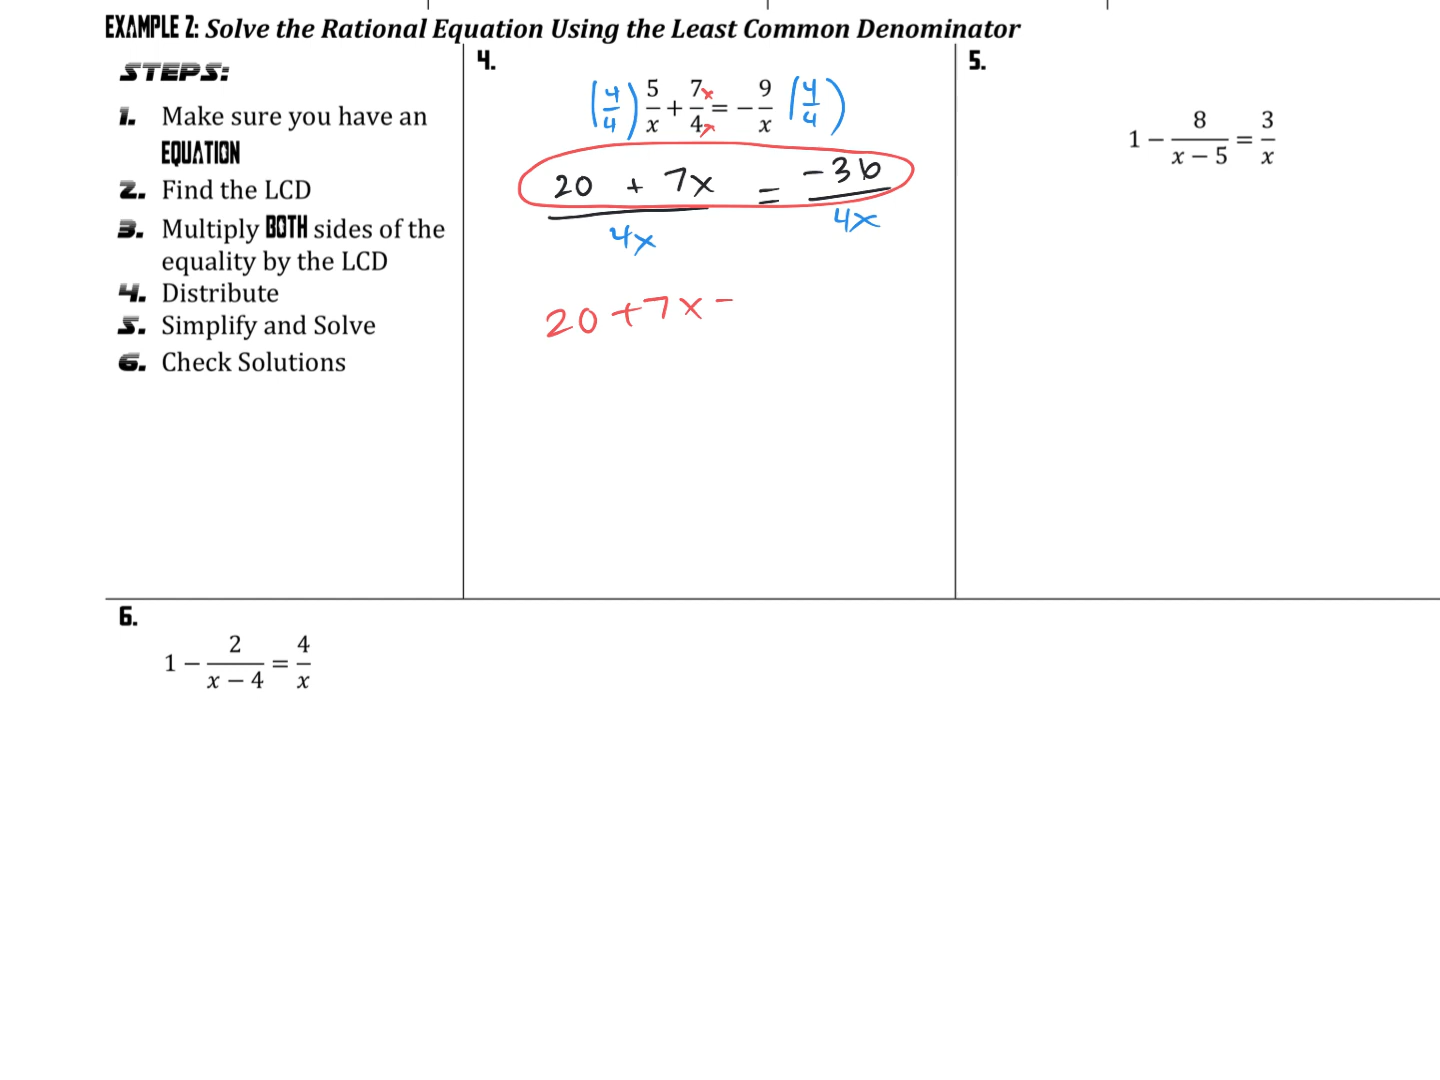 EXAMPLE 2: Solve the Rational Equation Using the Least Common Denominator
STEPS:
1. Make sure you have an
EQUATION
2. Find the LCD
3. Multiply BOTH sides of the
equality by the LCD
4. Distribute
5. Simplify and Solve
6. Check Solutions
4.
(4/4) 5/x + 7x/4x = − 9/x (4/4)
20 + 7x = −36
4x 4x
20 + 7x −
5.
1 − 8/(x − 5) = 3/x
6.
1 − 2/(x − 4) = 4/x